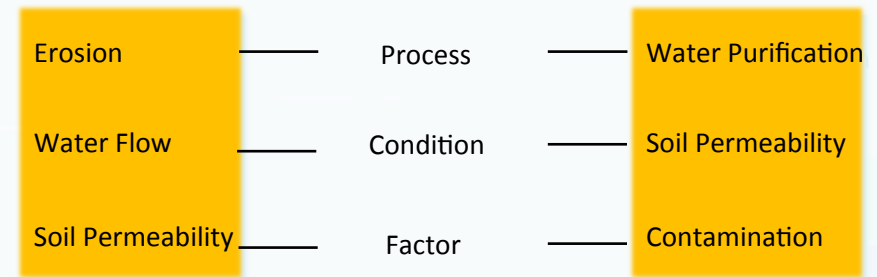 Erosion Process Water Purification
Water Flow Condition Soil Permeability
Soil Permeability Factor Contamination